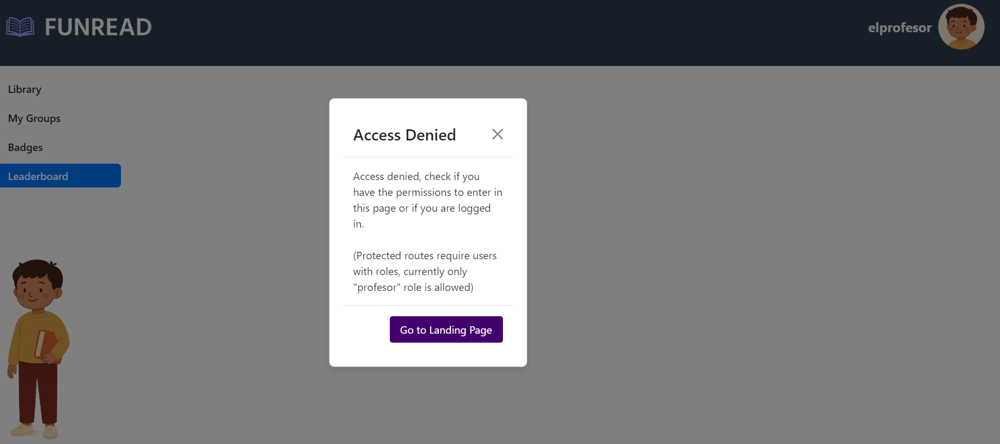 FUNREAD
elprofesor
Library
My Groups
Badges
Leaderboard
Access Denied
Access denied, check if you
have the permissions to enter in
this page or if you are logged
in.
(Protected routes require users
with roles, currently only
"profesor" role is allowed)
Go to Landing Page